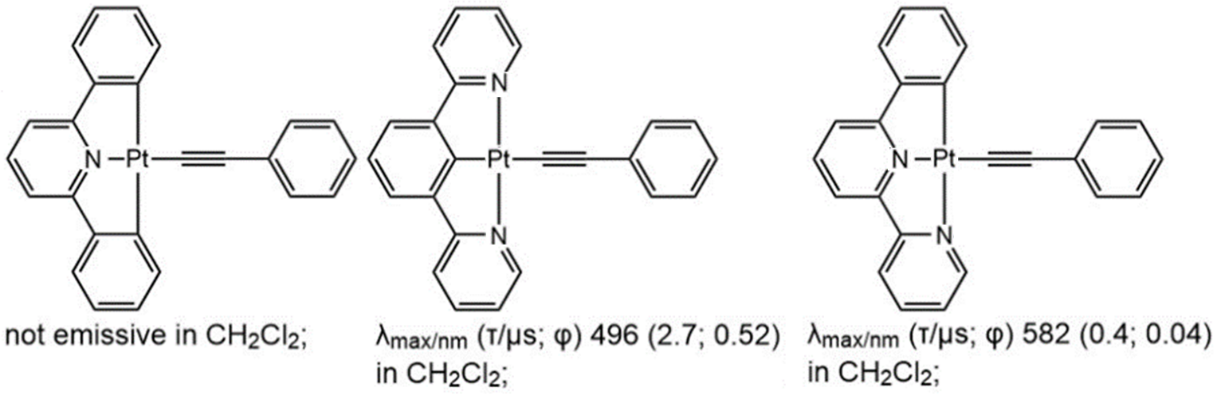 N
Pt
not emissive in CH2Cl2;
N
Pt
N
λmax/nm (τ/μs; φ) 496 (2.7; 0.52)
in CH2Cl2;
N
Pt
N
λmax/nm (τ/μs; φ) 582 (0.4; 0.04)
in CH2Cl2;